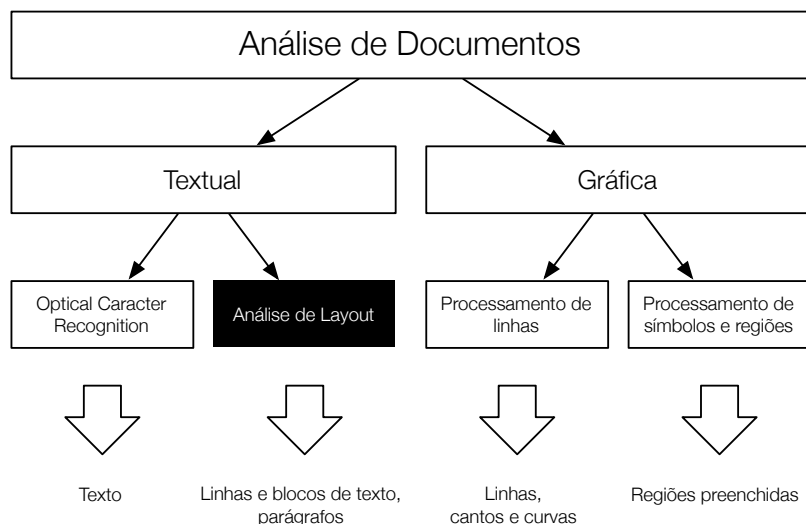 Análise de Documentos
Textual
Gráfica
Optical Caracter
Recognition
Análise de Layout
Processamento de
linhas
Processamento de
símbolos e regiões
Texto
Linhas e blocos de texto,
parágrafos
Linhas,
cantos e curvas
Regiões preenchidas